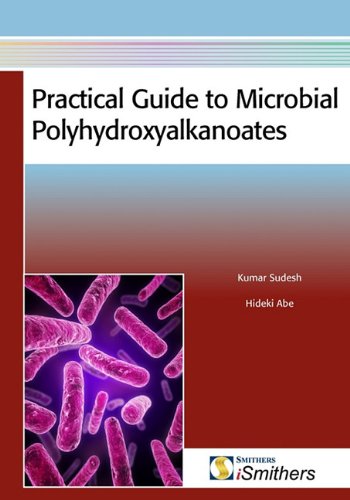 Practical Guide to Microbial
Polyhydroxyalkanoates
Kumar Sudesh
Hideki Abe
SMITHERS
iSmithers